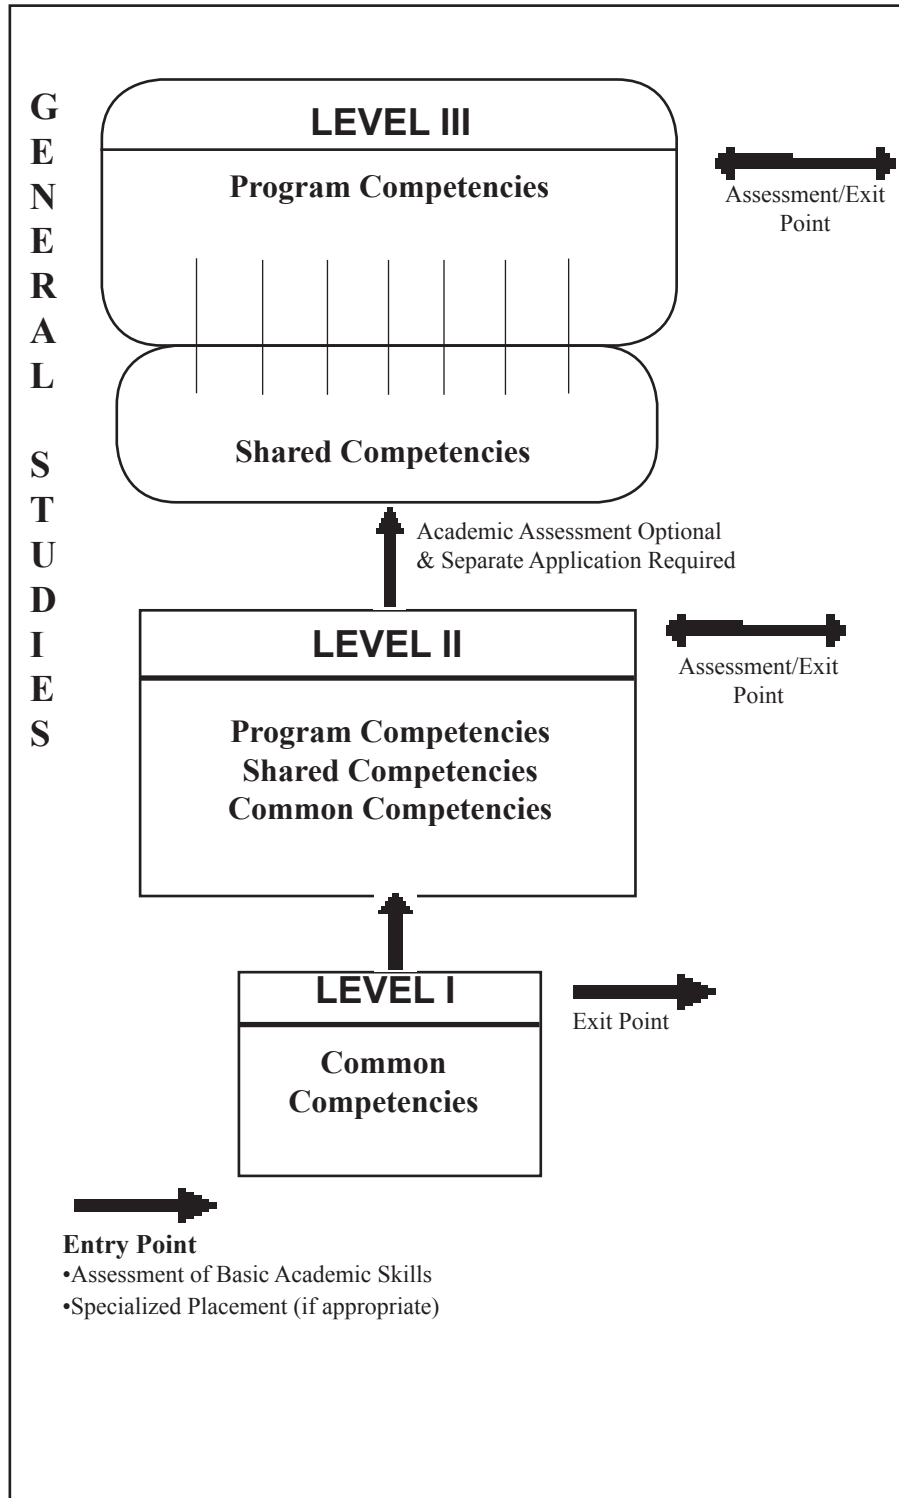 GENERAL STUDIES
LEVEL III
Program Competencies
Assessment/Exit
Point
Shared Competencies
Academic Assessment Optional
& Separate Application Required
LEVEL II
Assessment/Exit
Point
Program Competencies
Shared Competencies
Common Competencies
LEVEL I
Exit Point
Common
Competencies
Entry Point
•Assessment of Basic Academic Skills
•Specialized Placement (if appropriate)